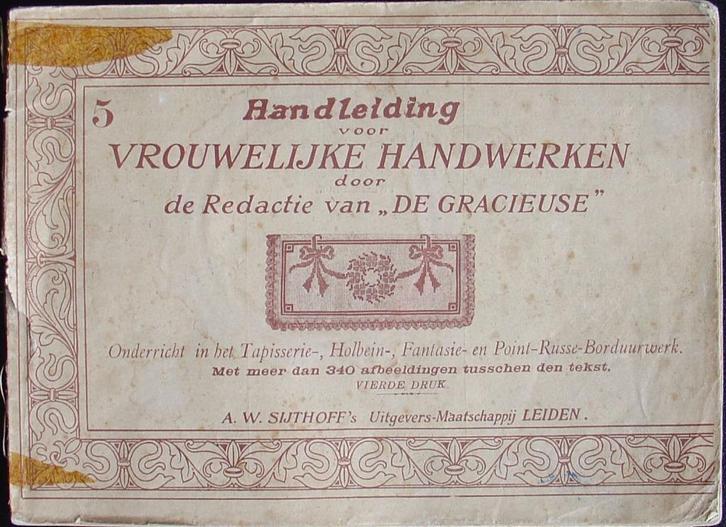 5
Handleiding
voor
VROUWELIJKE HANDWERKEN
door
de Redactie van „DE GRACIEUSE”
Onderricht in het Tapisserie-, Holbein-, Fantasie- en Point-Russe-Borduurwerk.
Met meer dan 340 afbeeldingen tusschen den tekst.
VIERDE DRUK.
A. W. SIJTHOFF's Uitgevers-Maatschappij LEIDEN.